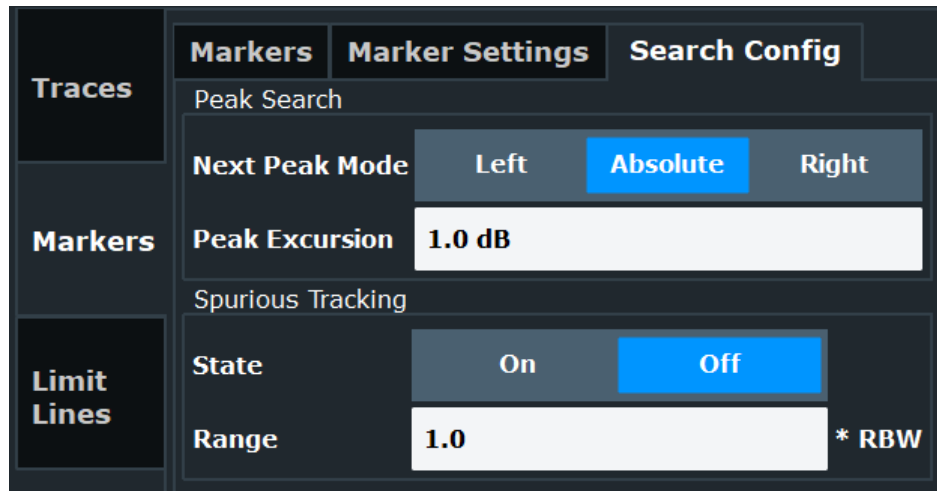 Traces
Markers
Limit
Lines
Markers Marker Settings Search Config
Peak Search
Next Peak Mode Left Absolute Right
Peak Excursion 1.0 dB
Spurious Tracking
State On Off
Range 1.0 * RBW